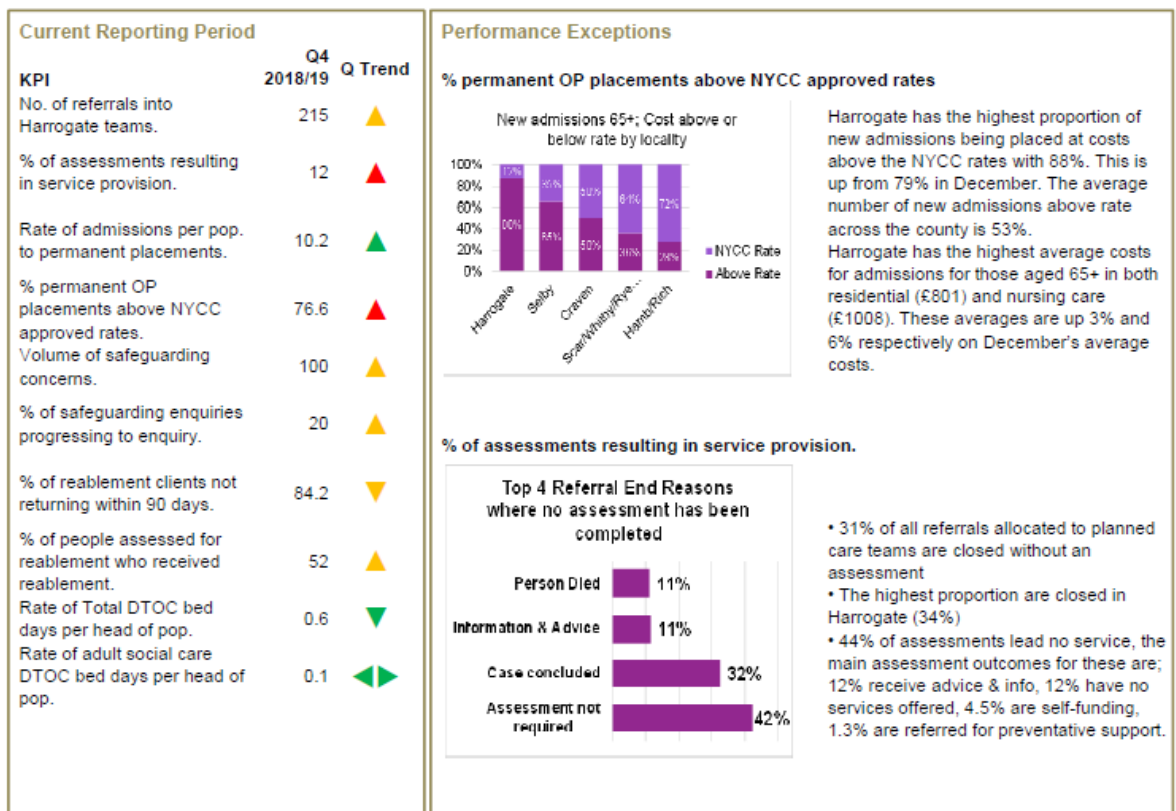 Current Reporting Period
KPI
Q4
2018/19
Q Trend
No. of referrals into
Harrogate teams.
215
% of assessments resulting
in service provision.
12
Rate of admissions per pop.
to permanent placements.
10.2
% permanent OP
placements above NYCC
approved rates.
76.6
Volume of safeguarding
concerns.
100
% of safeguarding enquiries
progressing to enquiry.
20
% of reablement clients not
returning within 90 days.
84.2
% of people assessed for
reablement who received
reablement.
52
Rate of Total DTOC bed
days per head of pop.
0.6
Rate of adult social care
DTOC bed days per head of
pop.
0.1
Performance Exceptions
% permanent OP placements above NYCC approved rates
New admissions 65+; Cost above or
below rate by locality
100%
80%
60%
40%
20%
0%
88%
65%
35%
50%
50%
36%
64%
28%
72%
Harrogate
Selby
Craven
Scar/Whitby/Rye...
Hamb/Rich
NYCC Rate
Above Rate
Harrogate has the highest proportion of
new admissions being placed at costs
above the NYCC rates with 88%. This is
up from 79% in December. The average
number of new admissions above rate
across the county is 53%.
Harrogate has the highest average costs
for admissions for those aged 65+ in both
residential (£801) and nursing care
(£1008). These averages are up 3% and
6% respectively on December's average
costs.
% of assessments resulting in service provision.
Top 4 Referral End Reasons
where no assessment has been
completed
Person Died
11%
Information & Advice
11%
Case concluded
32%
Assessment not
required
42%
• 31% of all referrals allocated to planned
care teams are closed without an
assessment
• The highest proportion are closed in
Harrogate (34%)
• 44% of assessments lead no service, the
main assessment outcomes for these are;
12% receive advice & info, 12% have no
services offered, 4.5% are self-funding,
1.3% are referred for preventative support.